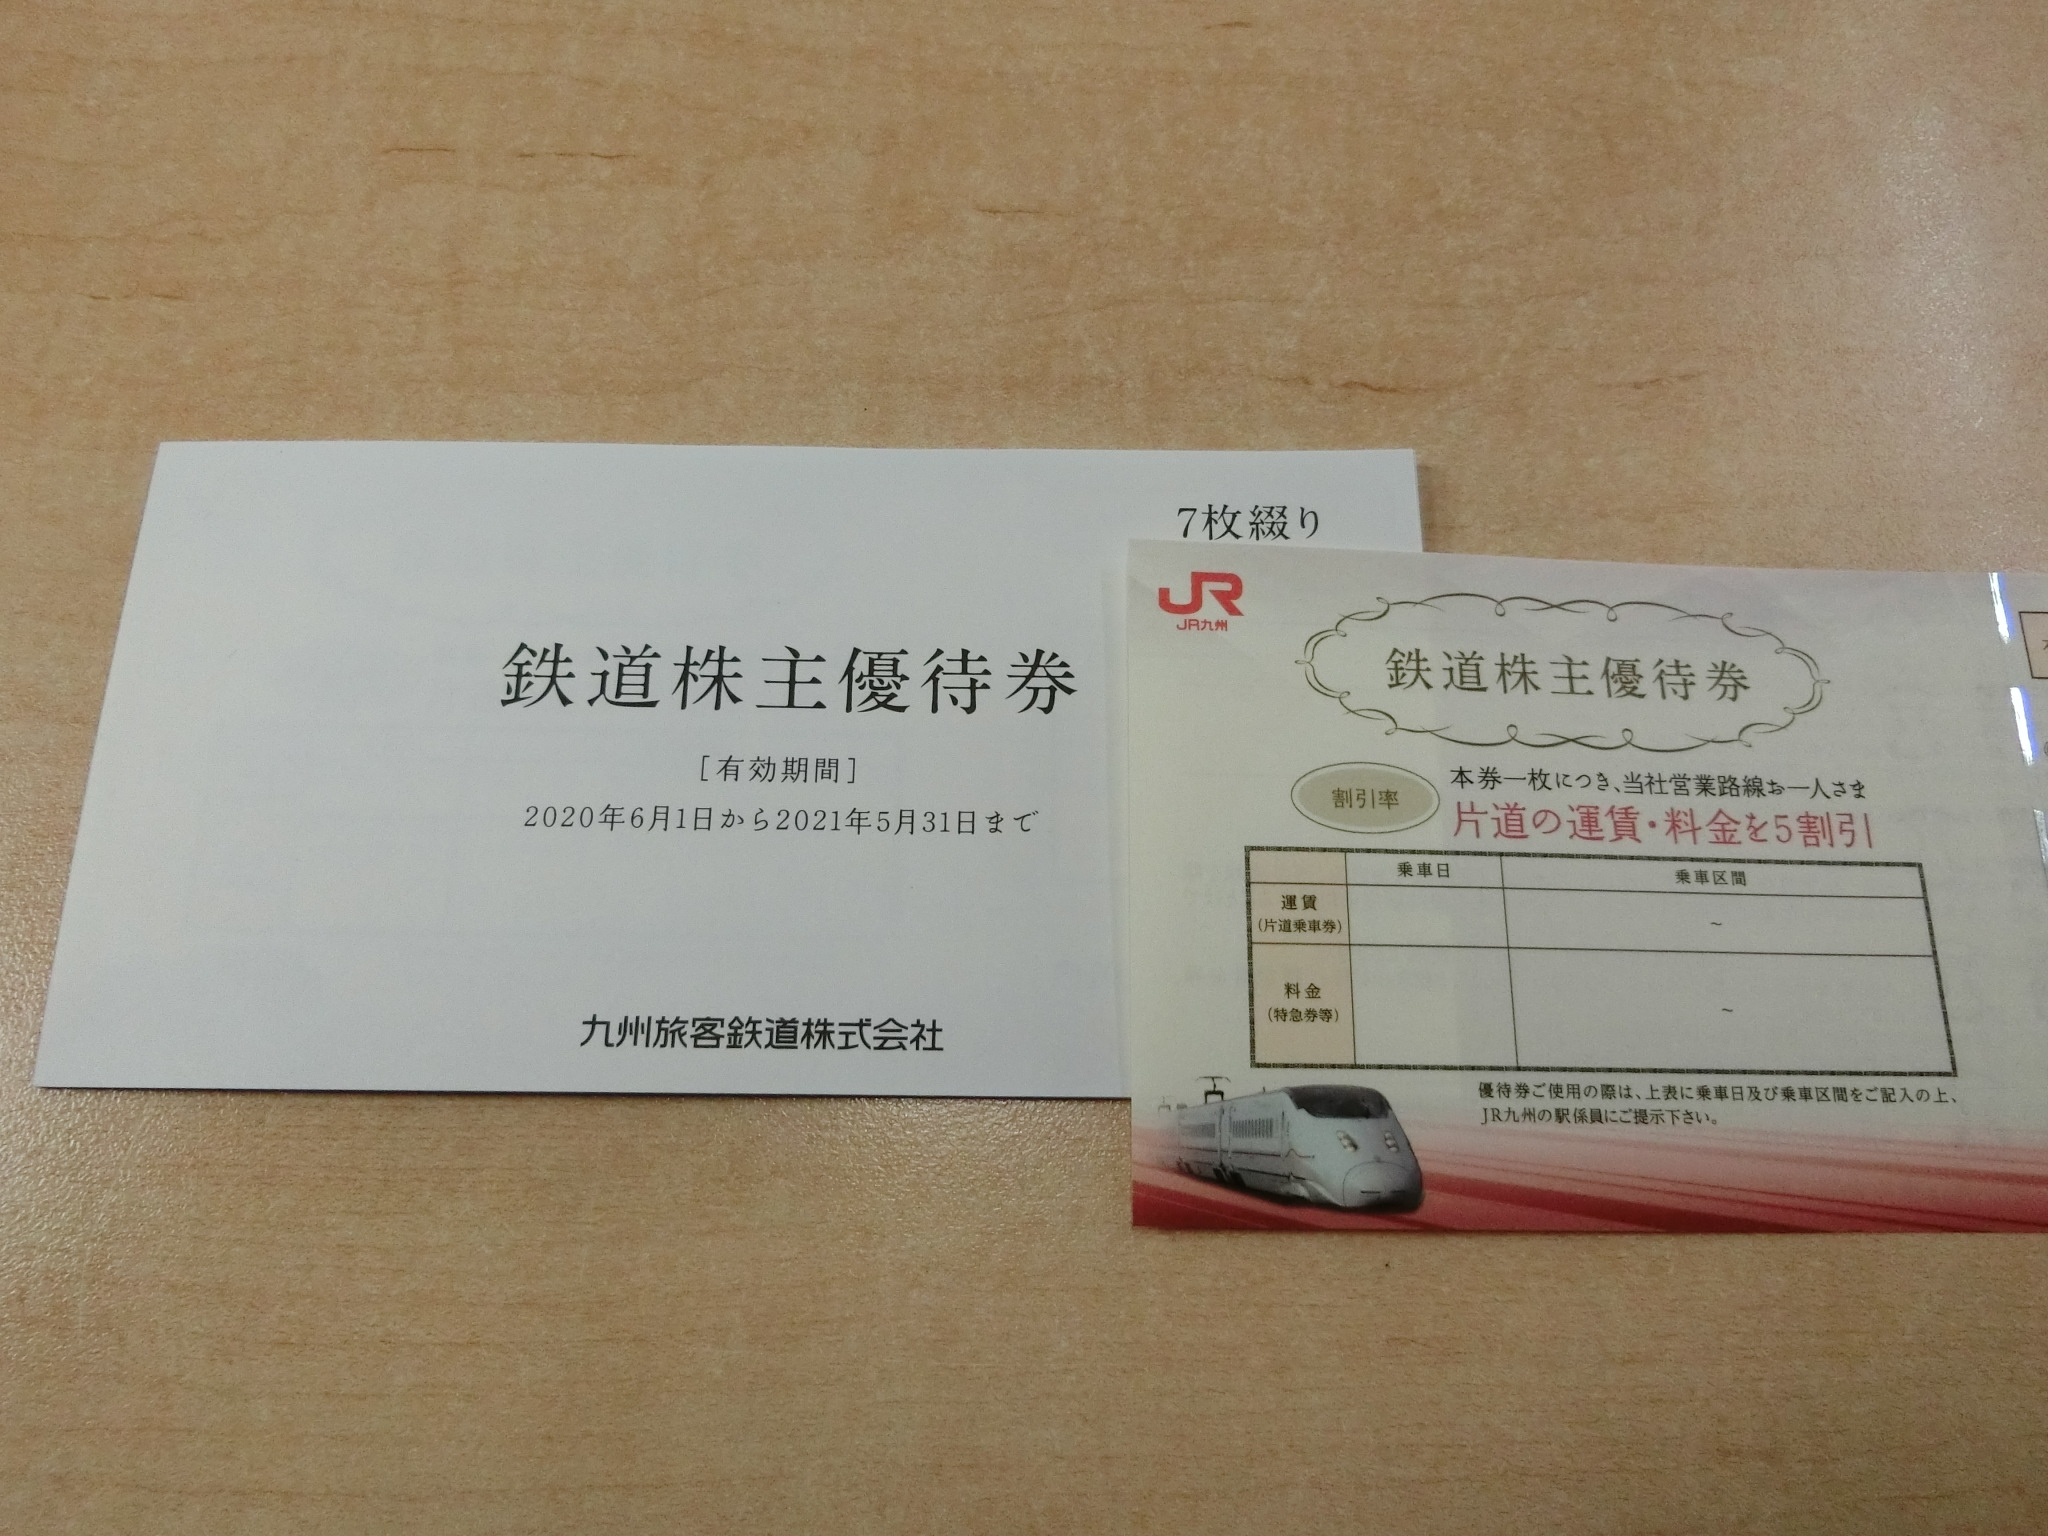 7枚綴り
鉄道株主優待券
[有効期間]
2020年6月1日から2021年5月31日まで
九州旅客鉄道株式会社
JR
JR九州
鉄道株主優待券
割引率
本券一枚につき、当社営業路線お一人さま
片道の運賃・料金を5割引
乗車日
乗車区間
運賃
(片道乗車券)
~
料金
(特急券等)
~
優待券ご使用の際は、上表に乗車日及び乗車区間をご記入の上、
JR九州の駅係員にご提示下さい。